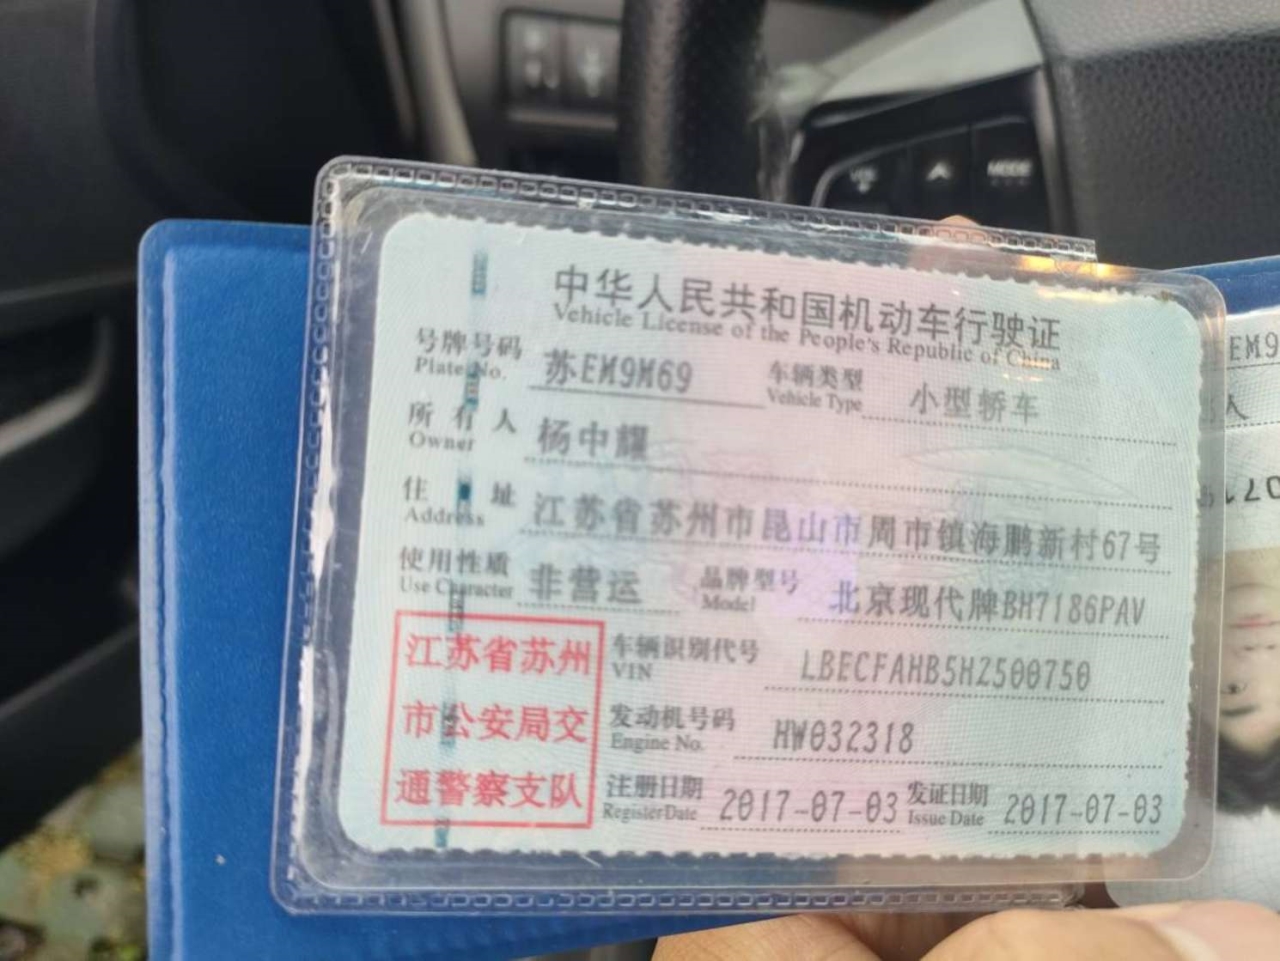 MODE
中华人民共和国机动车行驶证
Vehicle License of the People's Republic of China
号牌号码 苏EM9M69 车辆类型 小型轿车
Plate No. Vehicle Type
所有人 杨中耀
Owner
住址 江苏省苏州市昆山市周市镇海鹏新村67号
Address
使用性质 非营运 品牌型号 北京现代牌BH7186PAV
Use Character Model
江苏省苏州
市公安局交
通警察支队
车辆识别代号 LBECFAHB5HZ500750
VIN
发动机号码 HW032318
Engine No.
注册日期 2017-07-03 发证日期 2017-07-03
Register Date Issue Date
EM9
人